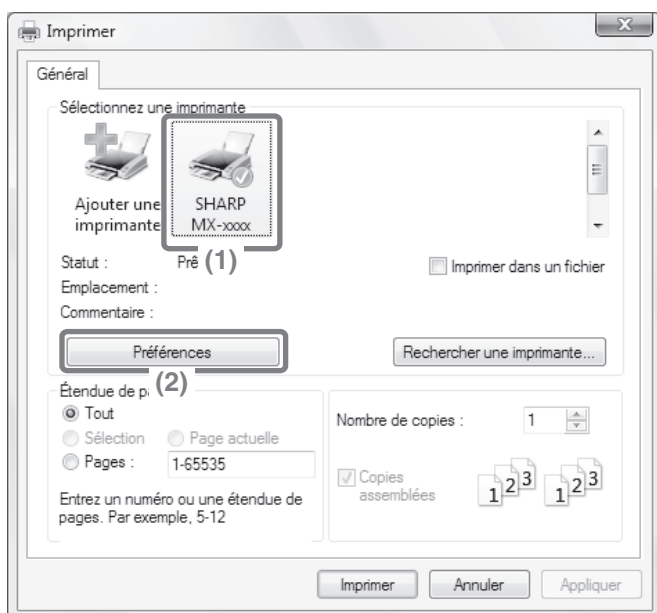 Imprimer
Général
Sélectionnez une imprimante
Ajouter une
imprimante
SHARP
MX-xxxx
(1)
Statut : Prê
Emplacement :
Commentaire :
Imprimer dans un fichier
Préférences
Rechercher une imprimante...
(2)
Étendue de p
Tout
Sélection
Page actuelle
Pages : 1-65535
Entrez un numéro ou une étendue de
pages. Par exemple, 5-12
Nombre de copies : 1
Copies
assemblées
1 2 3 1 2 3
Imprimer Annuler Appliquer